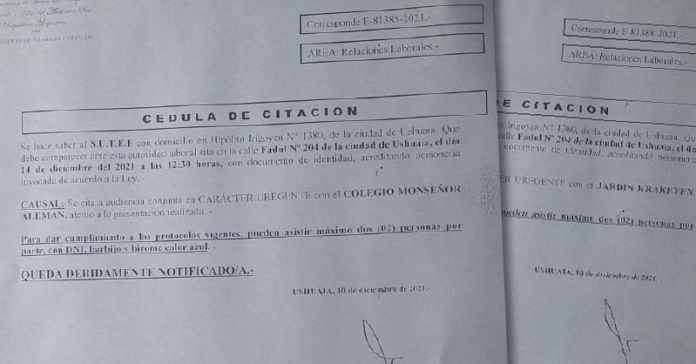 Republica Argentina
Corresponde E-81385-2021.-
AREA: Relaciones Laborales.-
CEDULA DE CITACION
Se hace saber al S.U.T.E.F con domicilio en Hipólito Irigoyen N° 1380, de la ciudad de Ushuaia. Que
debe comparecer ante esta autoridad laboral sita en la calle Fadul N° 204 de la ciudad de Ushuaia, el día
14 de diciembre del 2021 a las 12:30 horas, con documento de identidad, acreditando personería
invocada de acuerdo a la Ley.-
CAUSAL: Se cita a audiencia conjunta en CARÁCTER UREGENTE con el COLEGIO MONSEÑOR
ALEMAN, atento a la presentación realizada.-
Para dar cumplimiento a los protocolos vigentes, pueden asistir máximo dos (02) personas por
parte, con DNI, barbijo y birome color azul.-
QUEDA DEBIDAMENTE NOTIFICADO/A.-
USHUAIA, 10 de diciembre de 2021.-
Corresponde E-81388-2021.-
AREA: Relaciones Laborales.-
DE CITACION
Irigoyen N° 1380, de la ciudad de Ushuaia. Que
calle Fadul N° 204 de la ciudad de Ushuaia, el día
documento de identidad, acreditando personería
UREGENTE con el JARDIN KRAKEYEN
pueden asistir máximo dos (02) personas por
USHUAIA, 10 de diciembre de 2021.-